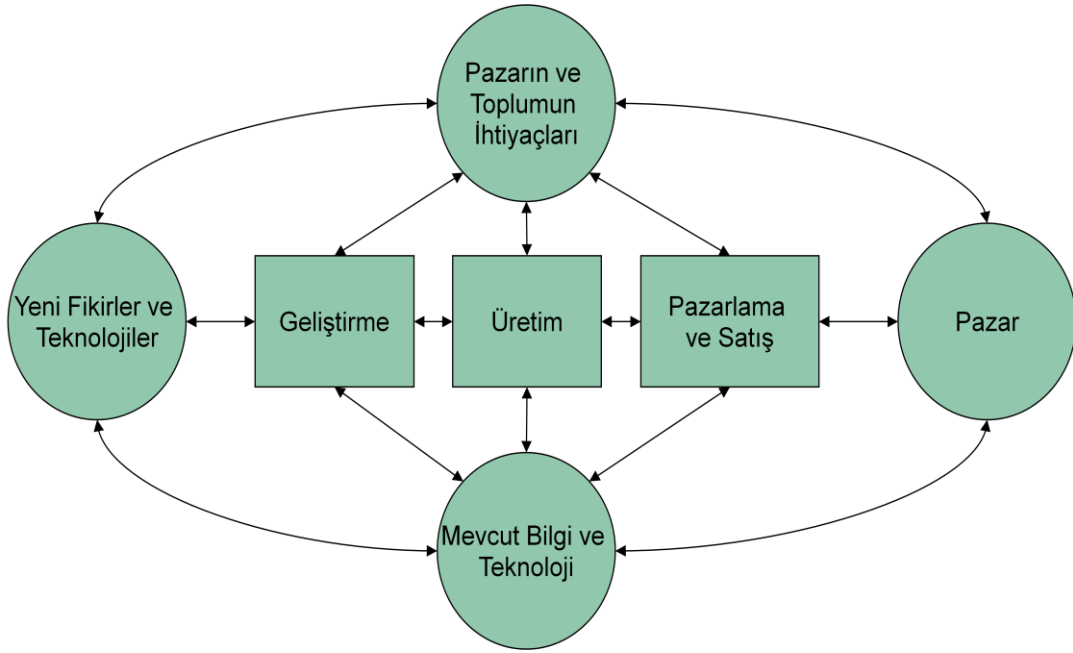 Pazarın ve
Toplumun
İhtiyaçları
Yeni Fikirler ve
Teknolojiler
Geliştirme
Üretim
Pazarlama
ve Satış
Pazar
Mevcut Bilgi ve
Teknoloji